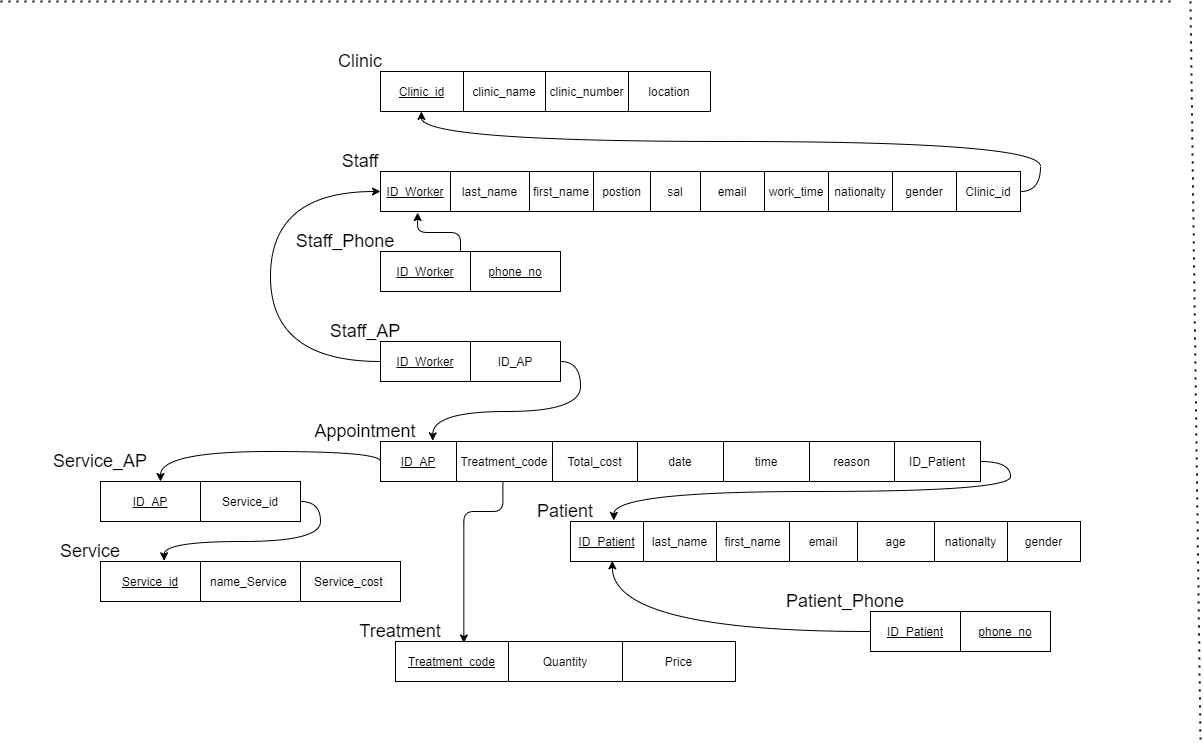 Clinic
Clinic_id clinic_name clinic_number location
Staff
ID_Worker last_name first_name postion sal email work_time nationalty gender Clinic_id
Staff_Phone
ID_Worker phone_no
Staff_AP
ID_Worker ID_AP
Appointment
ID_AP Treatment_code Total_cost date time reason ID_Patient
Service_AP
ID_AP Service_id
Patient
ID_Patient last_name first_name email age nationalty gender
Service
Service_id name_Service Service_cost
Patient_Phone
ID_Patient phone_no
Treatment
Treatment_code Quantity Price